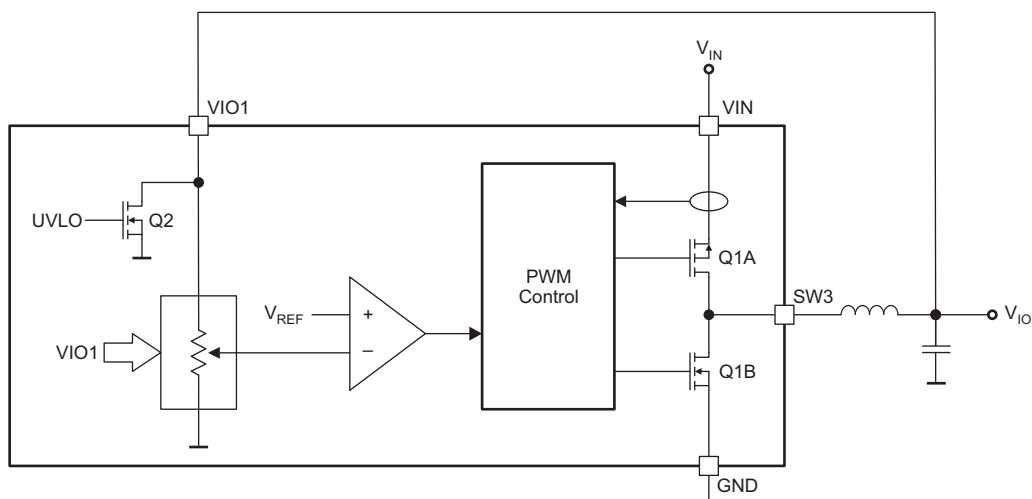 V_IN
VIO1
VIN
UVLO
Q2
Q1A
PWM
Control
SW3
V_REF
+
V_IO
VIO1
−
Q1B
GND